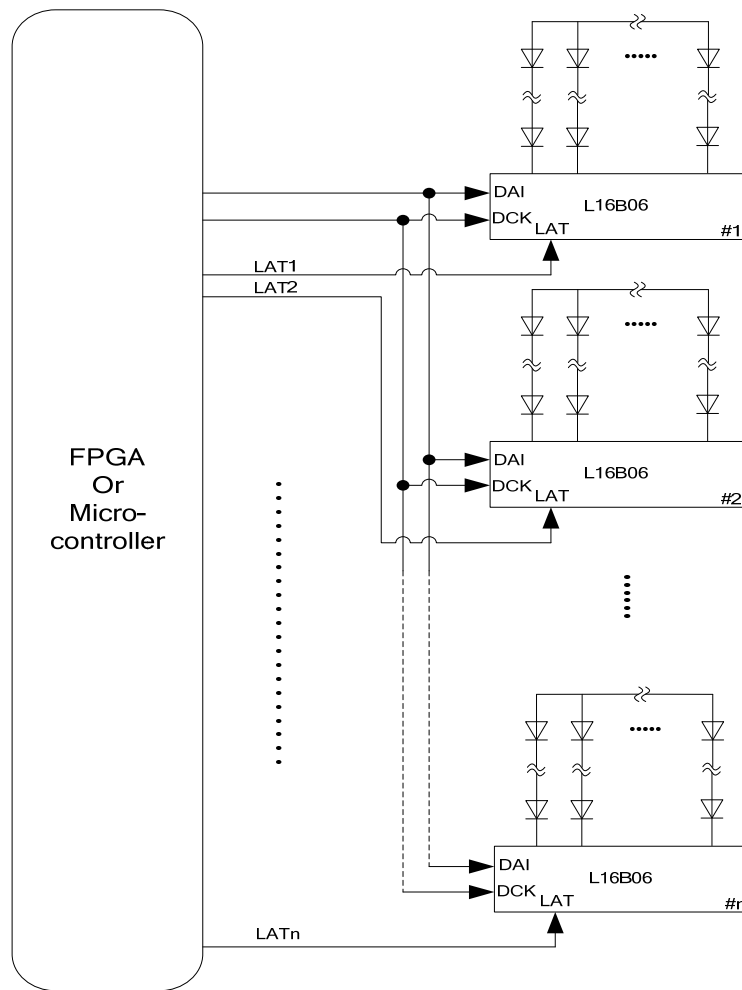 FPGA
Or
Micro-
controller
DAI
DCK
LAT
L16B06
#1
LAT1
LAT2
DAI
DCK
LAT
L16B06
#2
DAI
DCK
LAT
L16B06
#n
LATn